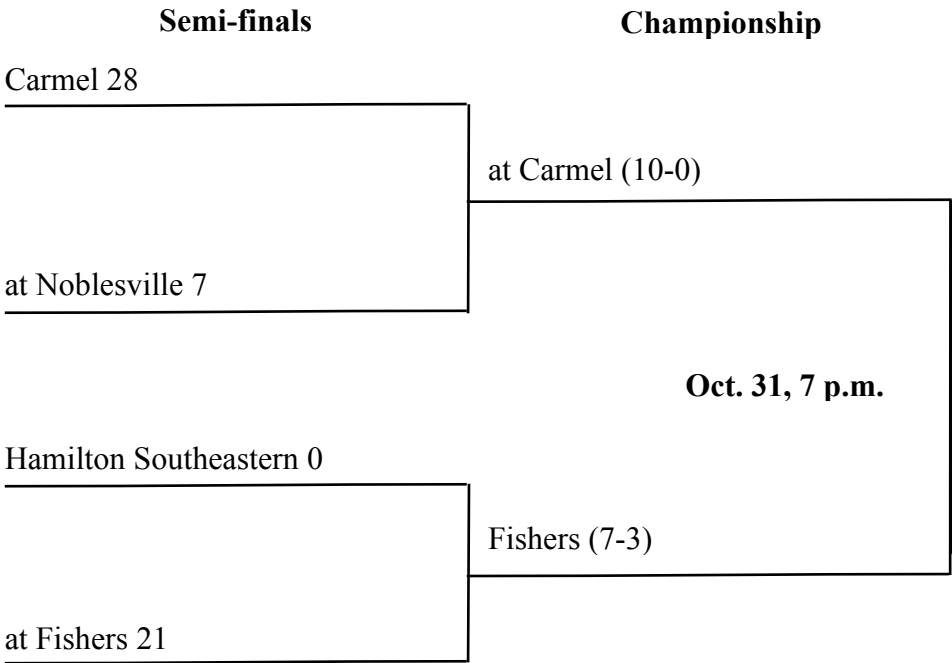 Semi-finals
Championship
Carmel 28
at Carmel (10-0)
at Noblesville 7
Oct. 31, 7 p.m.
Hamilton Southeastern 0
Fishers (7-3)
at Fishers 21